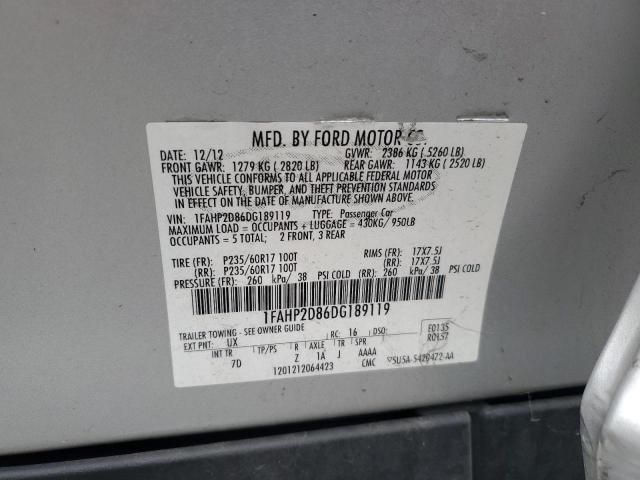 MFD. BY FORD MOTOR CO.
DATE: 12/12 GVWR: 2386 KG ( 5260 LB)
FRONT GAWR: 1279 KG ( 2820 LB) REAR GAWR: 1143 KG ( 2520 LB)
THIS VEHICLE CONFORMS TO ALL APPLICABLE FEDERAL MOTOR
VEHICLE SAFETY, BUMPER, AND THEFT PREVENTION STANDARDS
IN EFFECT ON THE DATE OF MANUFACTURE SHOWN ABOVE.
VIN: 1FAHP2D86DG189119 TYPE: Passenger Car
MAXIMUM LOAD = OCCUPANTS + LUGGAGE = 430KG/ 950LB
OCCUPANTS = 5 TOTAL; 2 FRONT, 3 REAR
TIRE (FR): P235/60R17 100T RIMS (FR): 17X7.5J
(RR): P235/60R17 100T (RR): 17X7.5J
PRESSURE (FR): 260 kPa/ 38 PSI COLD (RR): 260 kPa/ 38 PSI COLD
1FAHP2D86DG189119
TRAILER TOWING - SEE OWNER GUIDE
EXT PNT: UX RC: 16 DSO: F0135
R0157
INT TR TP/PS R AXLE TR SPR
7D Z 1A J AAAA
1201212064423 CMC 5U5A-5420472-AA